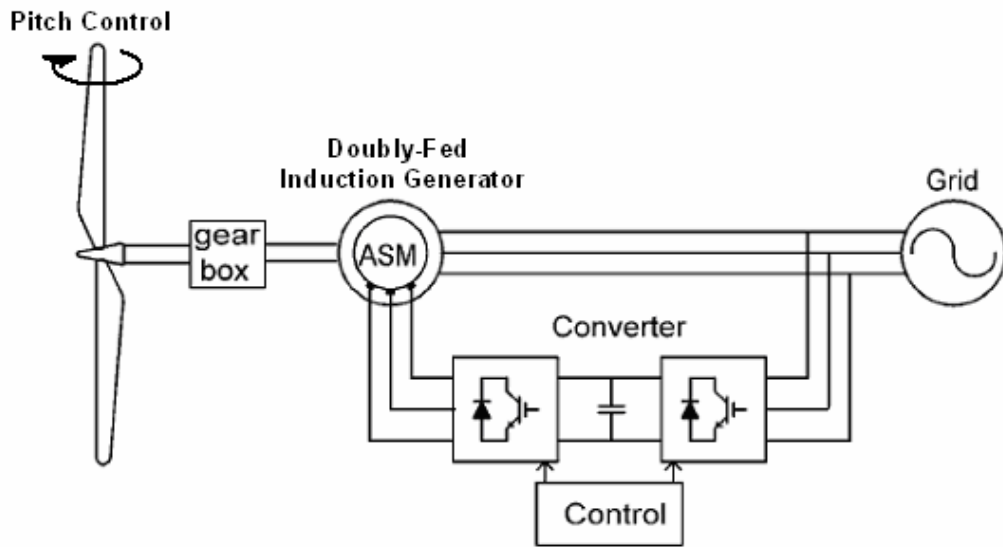 Pitch Control
Doubly-Fed
Induction Generator
Grid
gear
box
ASM
Converter
Control